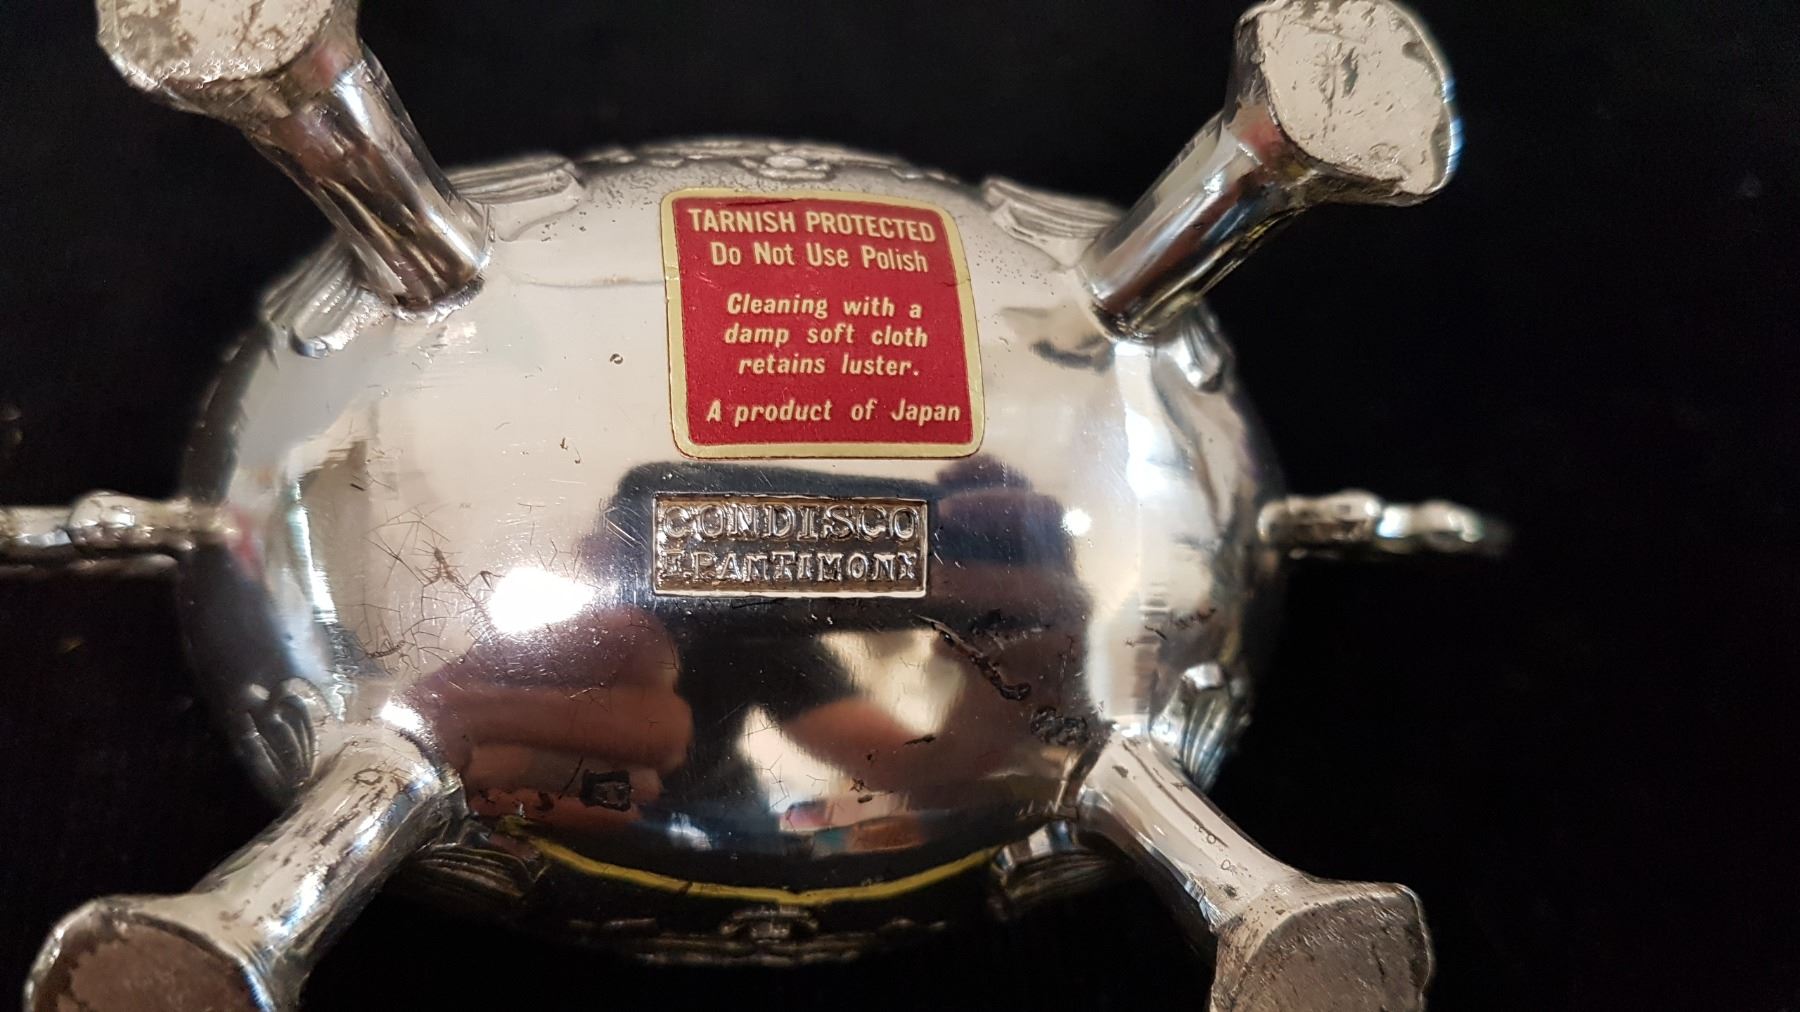 TARNISH PROTECTED
Do Not Use Polish
Cleaning with a
damp soft cloth
retains luster.
A product of Japan
CONDISCO
I.P ANTIMONY